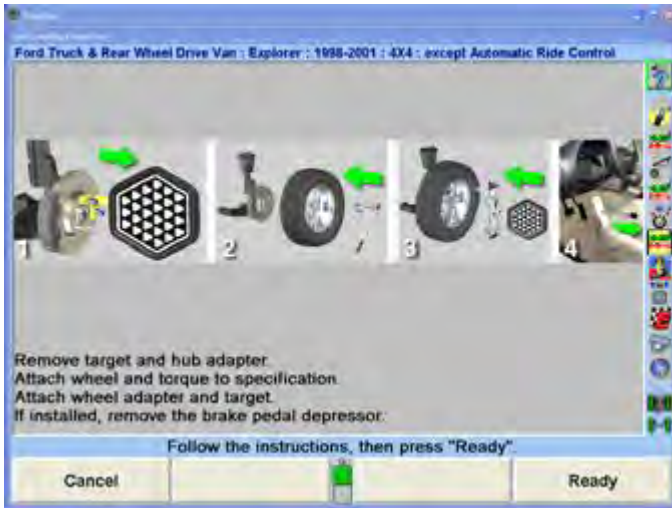 Ford Truck & Rear Wheel Drive Van : Explorer : 1998-2001 : 4X4 : except Automatic Ride Control
1
2
3
4
Remove target and hub adapter.
Attach wheel and torque to specification.
Attach wheel adapter and target.
If installed, remove the brake pedal depressor.
Follow the instructions, then press "Ready".
Cancel
Ready